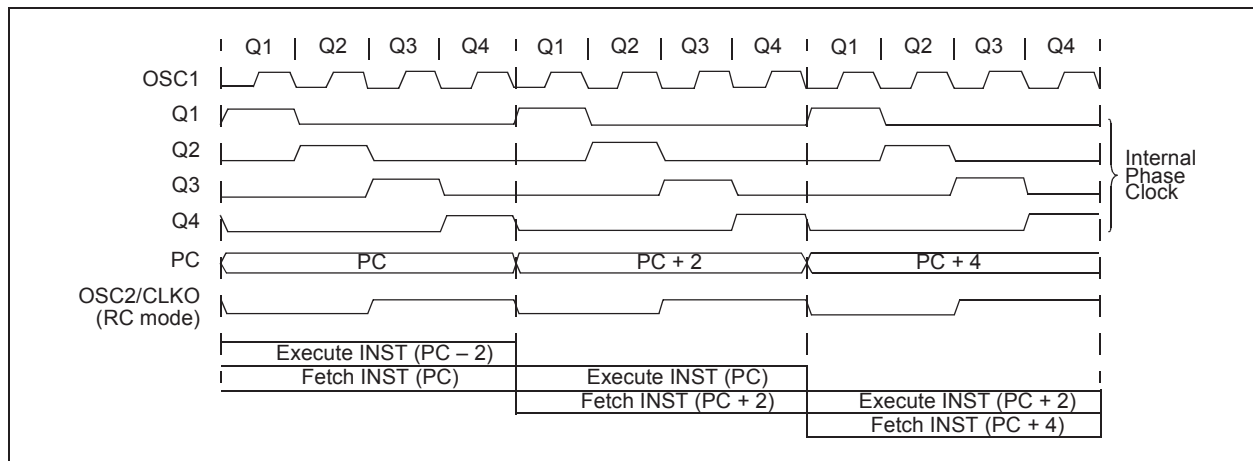 Q1 Q2 Q3 Q4 Q1 Q2 Q3 Q4 Q1 Q2 Q3 Q4
OSC1
Q1
Q2
Q3
Q4
Internal
Phase
Clock
PC PC PC + 2 PC + 4
OSC2/CLKO
(RC mode)
Execute INST (PC – 2)
Fetch INST (PC) Execute INST (PC)
Fetch INST (PC + 2) Execute INST (PC + 2)
Fetch INST (PC + 4)